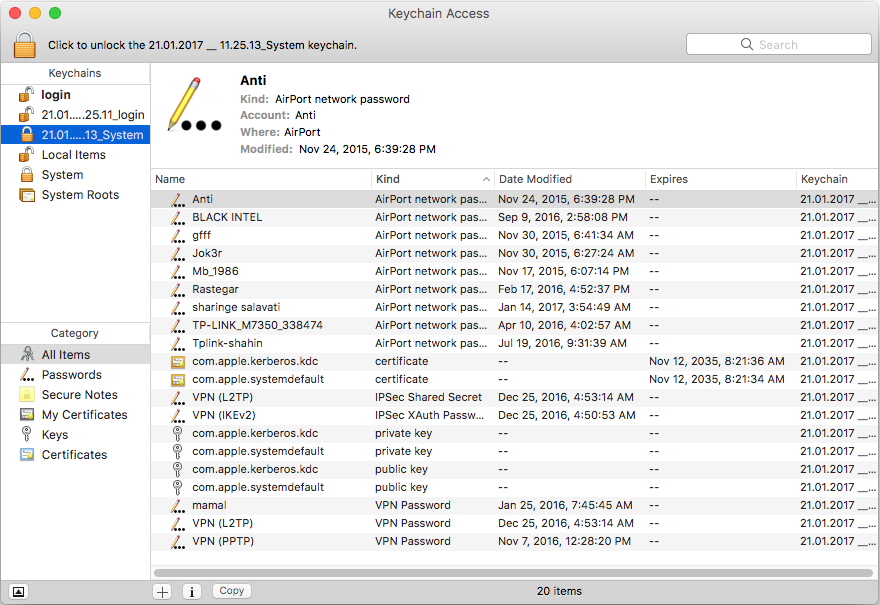 Keychain Access
Click to unlock the 21.01.2017 __ 11.25.13_System keychain.
Search
Keychains
login
21.01.....25.11_login
21.01.....13_System
Local Items
System
System Roots
Anti
Kind: AirPort network password
Account: Anti
Where: AirPort
Modified: Nov 24, 2015, 6:39:28 PM
Name Kind Date Modified Expires Keychain
Anti AirPort network pas... Nov 24, 2015, 6:39:28 PM -- 21.01.2017 __...
BLACK INTEL AirPort network pas... Sep 9, 2016, 2:58:08 PM -- 21.01.2017 __...
gfff AirPort network pas... Nov 30, 2015, 6:41:34 AM -- 21.01.2017 __...
Jok3r AirPort network pas... Nov 30, 2015, 6:27:24 AM -- 21.01.2017 __...
Mb_1986 AirPort network pas... Nov 17, 2015, 6:07:14 PM -- 21.01.2017 __...
Rastegar AirPort network pas... Feb 17, 2016, 4:52:37 PM -- 21.01.2017 __...
sharinge salavati AirPort network pas... Jan 14, 2017, 3:54:49 AM -- 21.01.2017 __...
TP-LINK_M7350_338474 AirPort network pas... Apr 10, 2016, 4:02:57 AM -- 21.01.2017 __...
Tplink-shahin AirPort network pas... Jul 19, 2016, 9:31:39 AM -- 21.01.2017 __...
com.apple.kerberos.kdc certificate -- Nov 12, 2035, 8:21:36 AM 21.01.2017 __...
com.apple.systemdefault certificate -- Nov 12, 2035, 8:21:34 AM 21.01.2017 __...
VPN (L2TP) IPSec Shared Secret Dec 25, 2016, 4:53:14 AM -- 21.01.2017 __...
VPN (IKEv2) IPSec XAuth Passw... Dec 25, 2016, 4:50:53 AM -- 21.01.2017 __...
com.apple.kerberos.kdc private key -- -- 21.01.2017 __...
com.apple.systemdefault private key -- -- 21.01.2017 __...
com.apple.kerberos.kdc public key -- -- 21.01.2017 __...
com.apple.systemdefault public key -- -- 21.01.2017 __...
mamal VPN Password Jan 25, 2016, 7:45:45 AM -- 21.01.2017 __...
VPN (L2TP) VPN Password Dec 25, 2016, 4:53:14 AM -- 21.01.2017 __...
VPN (PPTP) VPN Password Nov 7, 2016, 12:28:20 PM -- 21.01.2017 __...
Category
All Items
Passwords
Secure Notes
My Certificates
Keys
Certificates
Copy
20 items